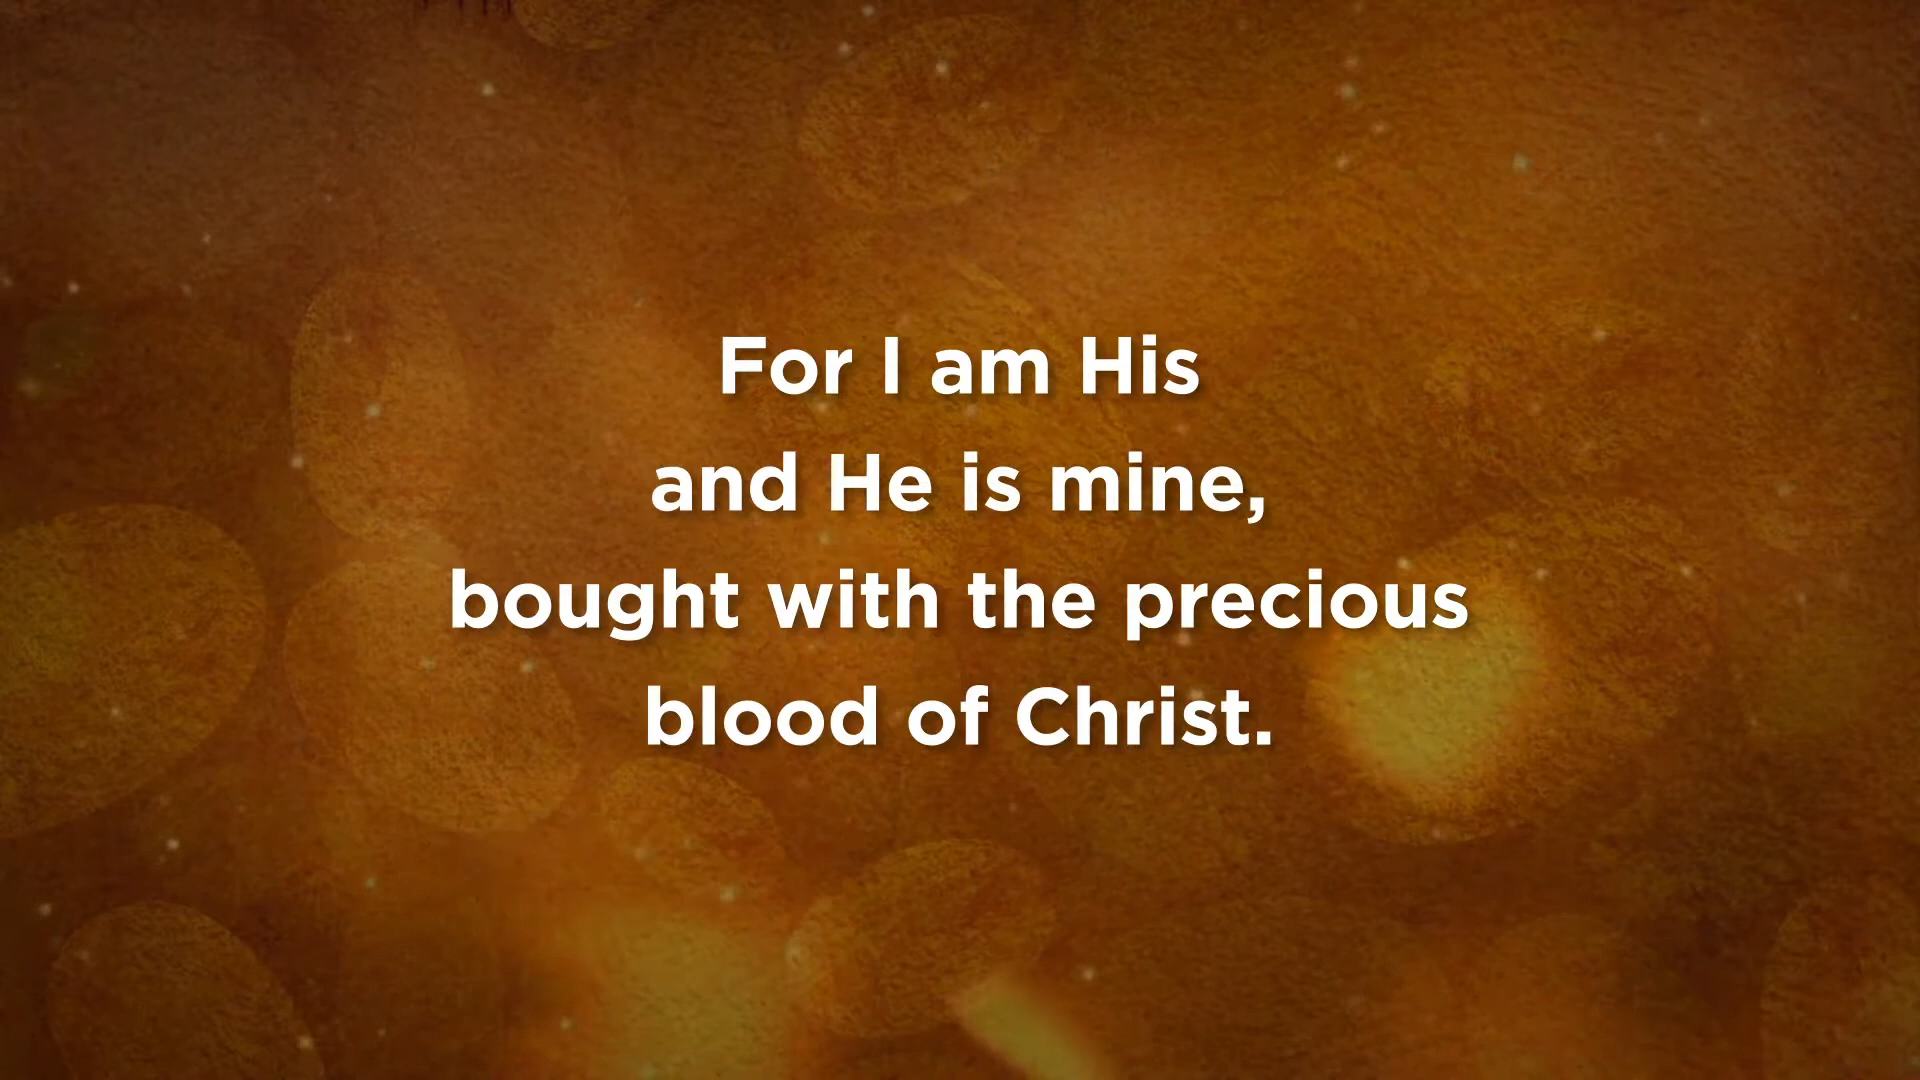 For I am His
and He is mine,
bought with the precious
blood of Christ.